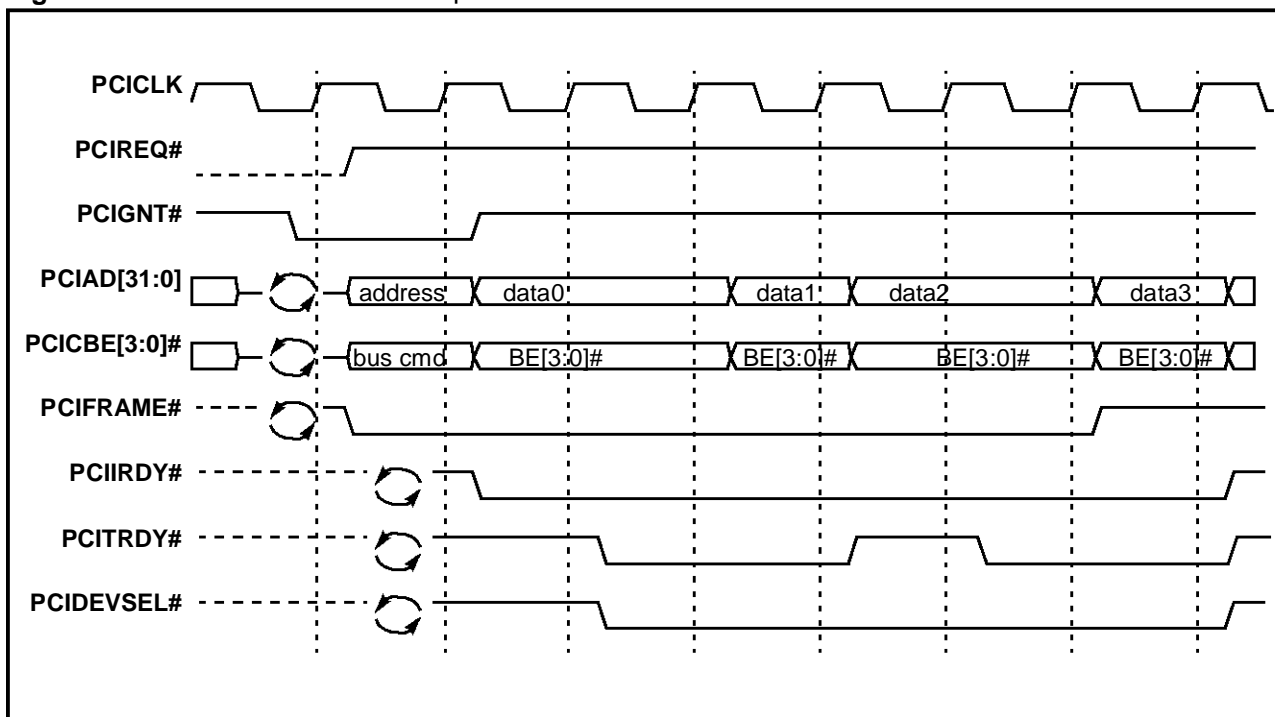 PCICLK
PCIREQ#
PCIGNT#
PCIAD[31:0] address data0 data1 data2 data3
PCICBE[3:0]# bus cmd BE[3:0]# BE[3:0]# BE[3:0]# BE[3:0]#
PCIFRAME#
PCIIRDY#
PCITRDY#
PCIDEVSEL#